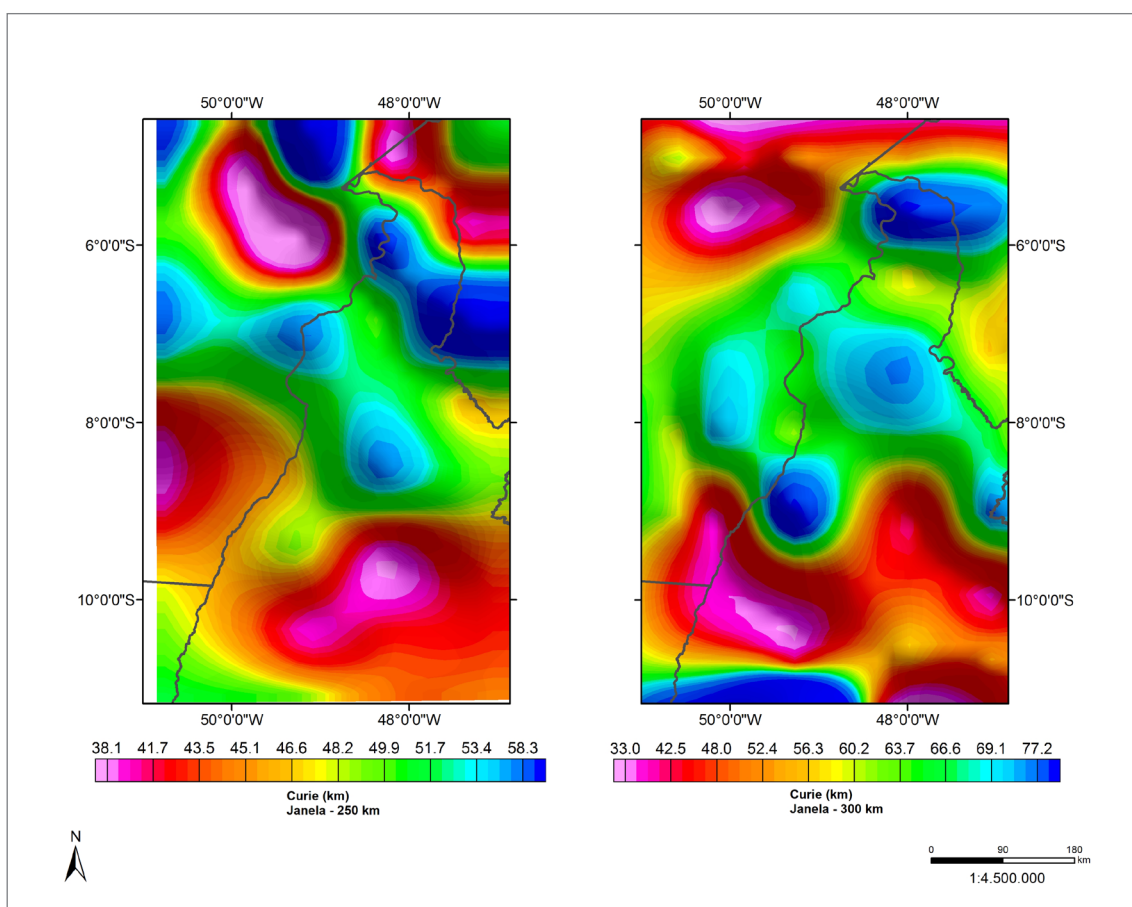 50°0'0"W 48°0'0"W
6°0'0"S
8°0'0"S
10°0'0"S
50°0'0"W 48°0'0"W
38.1 41.7 43.5 45.1 46.6 48.2 49.9 51.7 53.4 58.3
Curie (km)
Janela - 250 km
50°0'0"W 48°0'0"W
6°0'0"S
8°0'0"S
10°0'0"S
50°0'0"W 48°0'0"W
33.0 42.5 48.0 52.4 56.3 60.2 63.7 66.6 69.1 77.2
Curie (km)
Janela - 300 km
N
0 90 180
km
1:4.500.000